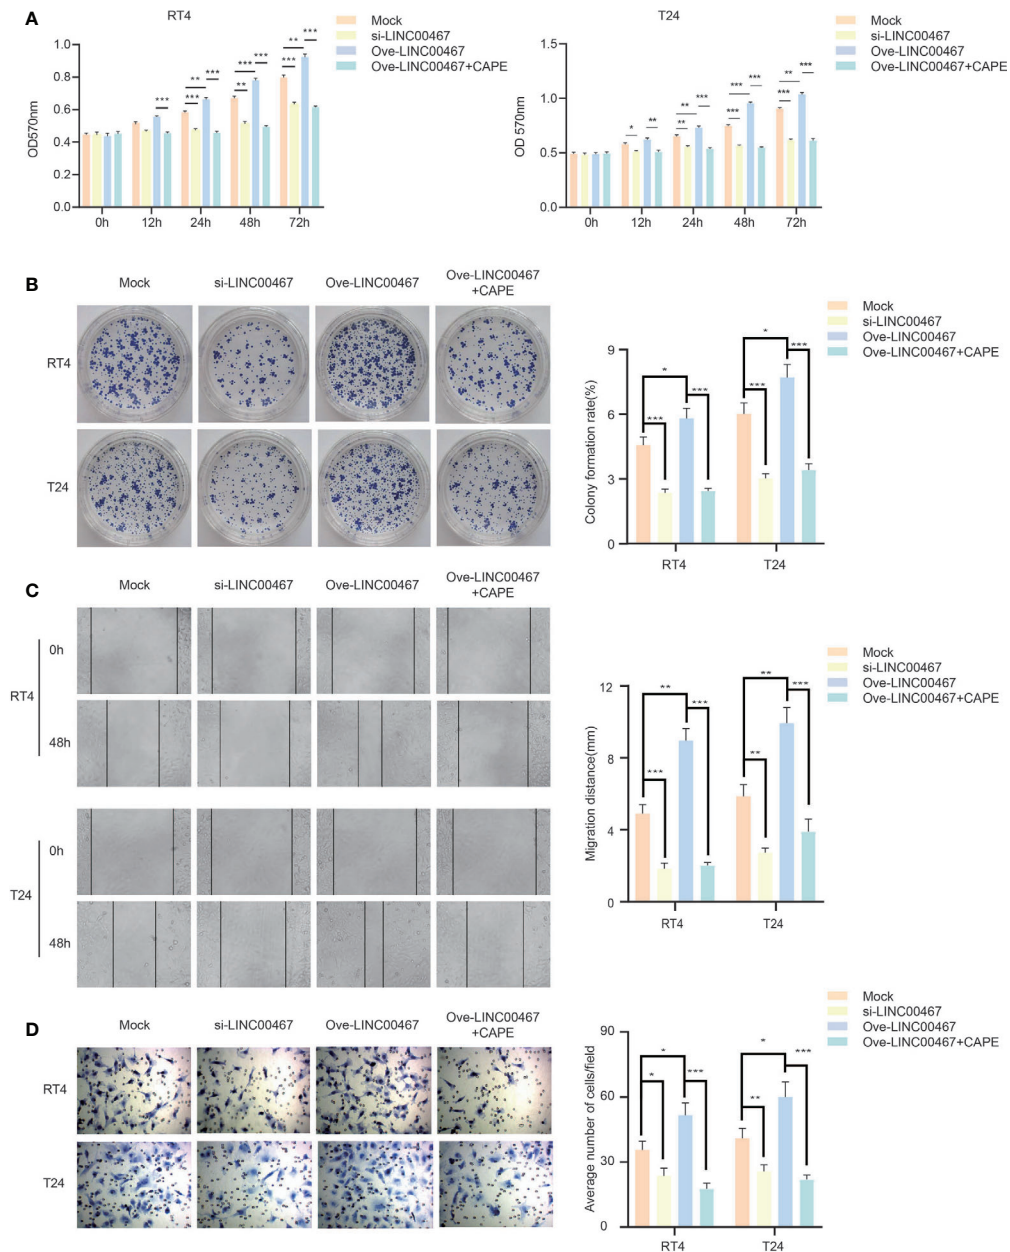 A
RT4
Mock
si-LINC00467
Ove-LINC00467
Ove-LINC00467+CAPE
OD570nm
1.0
0.8
0.6
0.4
0.2
0.0
*** *** ** *** ** *** *** ** *** ***
0h 12h 24h 48h 72h
T24
Mock
si-LINC00467
Ove-LINC00467
Ove-LINC00467+CAPE
OD 570nm
1.5
1.0
0.5
0.0
* ** ** ** *** *** *** *** *** ** ***
0h 12h 24h 48h 72h
B
Mock si-LINC00467 Ove-LINC00467 Ove-LINC00467
+CAPE
RT4
T24
Mock
si-LINC00467
Ove-LINC00467
Ove-LINC00467+CAPE
Colony formation rate(%)
9
6
3
0
*** * *** *** * ***
RT4 T24
C
Mock si-LINC00467 Ove-LINC00467 Ove-LINC00467
+CAPE
RT4
0h
48h
T24
0h
48h
Mock
si-LINC00467
Ove-LINC00467
Ove-LINC00467+CAPE
Migration distance(mm)
12
8
4
0
*** ** *** ** ** ***
RT4 T24
D
Mock si-LINC00467 Ove-LINC00467 Ove-LINC00467
+CAPE
RT4
T24
Mock
si-LINC00467
Ove-LINC00467
Ove-LINC00467+CAPE
Average number of cells/field
90
60
30
0
* * *** ** * ***
RT4 T24